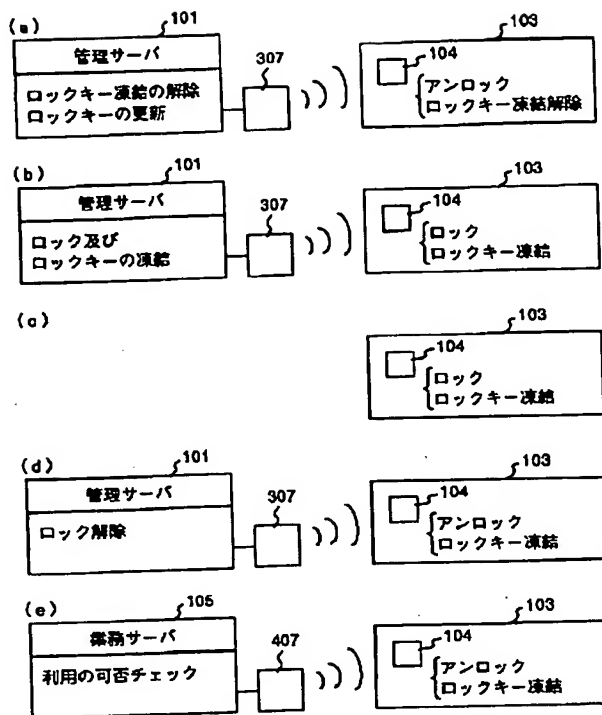 (a)
101
管理サーバ
ロックキー凍結の解除
ロックキーの更新
307
103
104
アンロック
ロックキー凍結解除
(b)
101
管理サーバ
ロック及び
ロックキーの凍結
307
103
104
ロック
ロックキー凍結
(c)
103
104
ロック
ロックキー凍結
(d)
101
管理サーバ
ロック解除
307
103
104
アンロック
ロックキー凍結
(e)
105
業務サーバ
利用の可否チェック
407
103
104
アンロック
ロックキー凍結